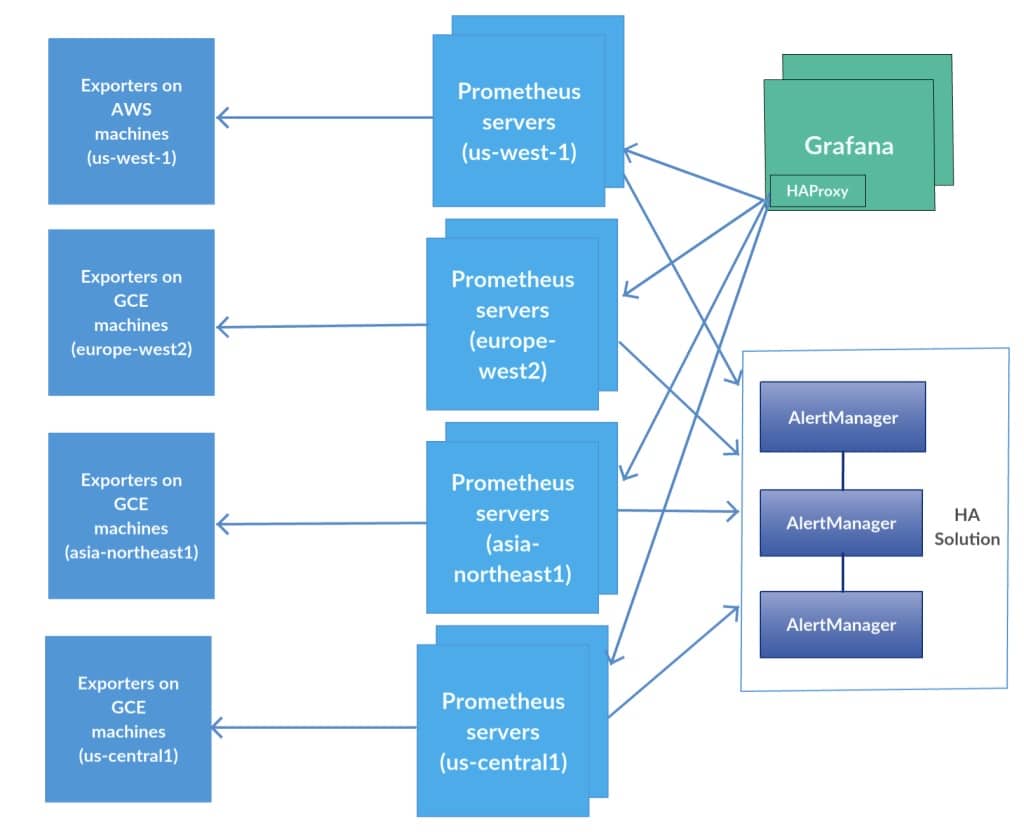 Exporters on
AWS
machines
(us-west-1)
Prometheus
servers
(us-west-1)
Grafana
HAProxy
Exporters on
GCE
machines
(europe-west2)
Prometheus
servers
(europe-
west2)
AlertManager
AlertManager
AlertManager
HA
Solution
Exporters on
GCE
machines
(asia-northeast1)
Prometheus
servers
(asia-
northeast1)
Exporters on
GCE
machines
(us-central1)
Prometheus
servers
(us-central1)